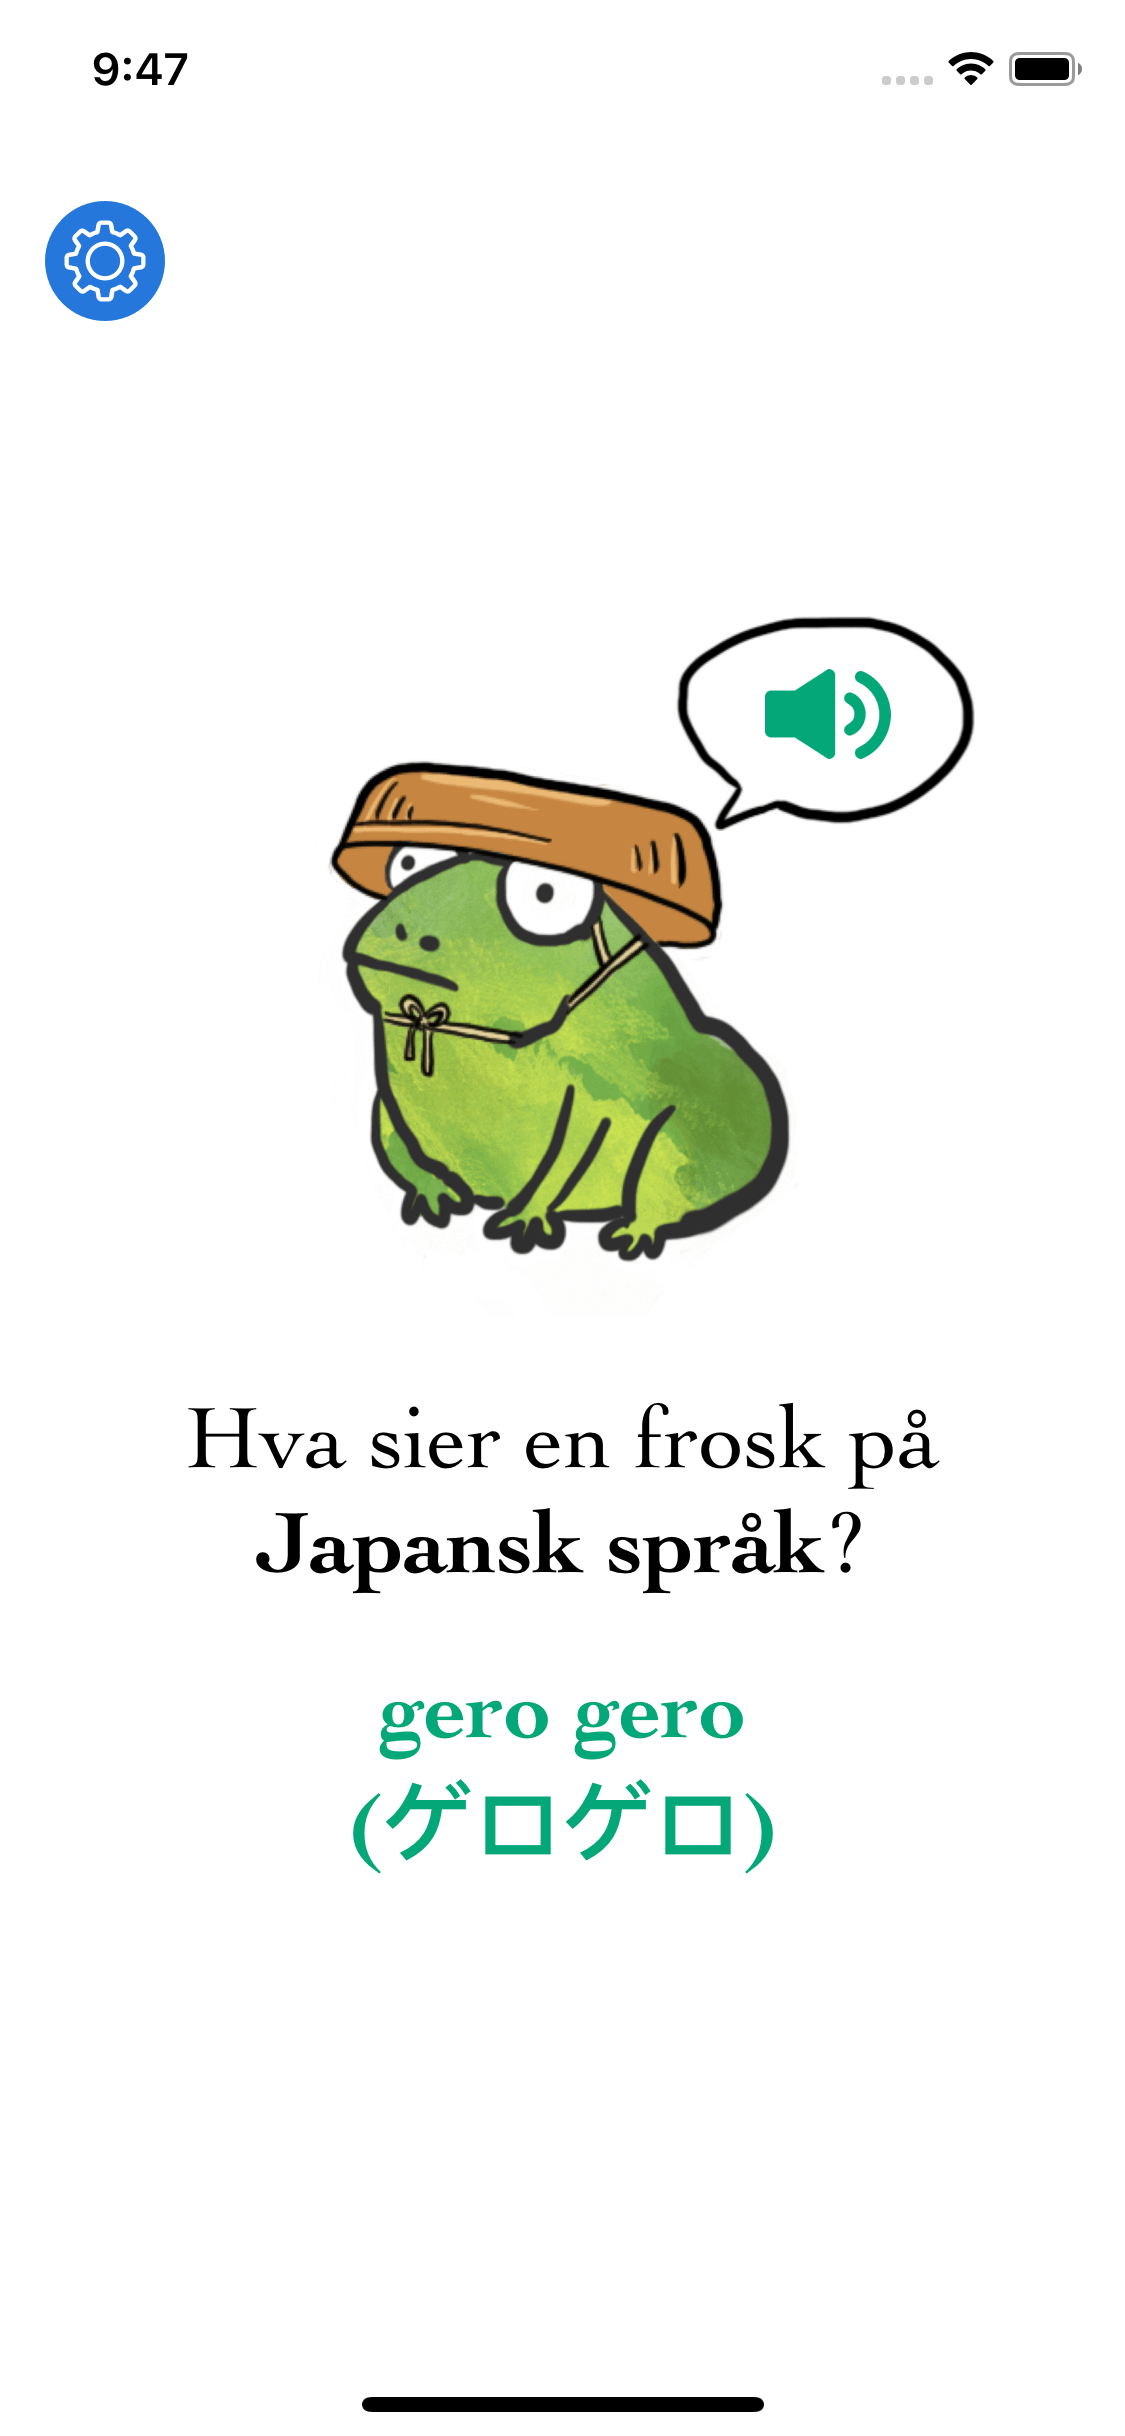 9:47
Hva sier en frosk på
Japansk språk?
gero gero
(ゲロゲロ)